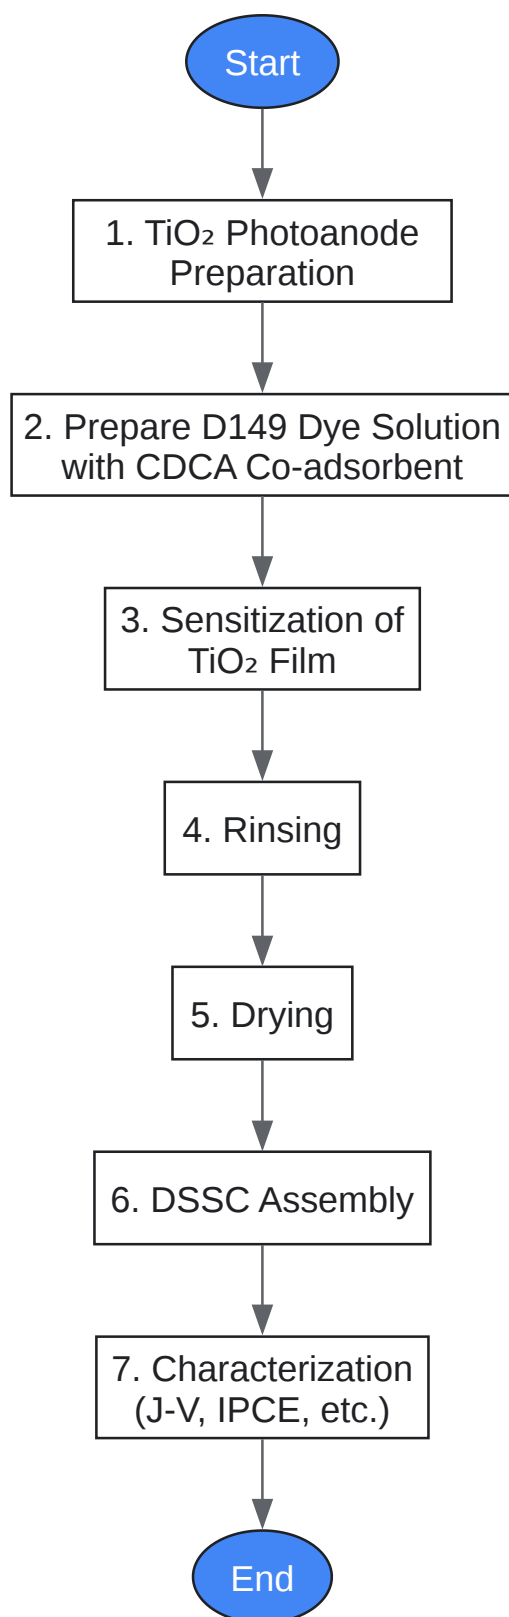 Start
1. TiO₂ Photoanode
Preparation
2. Prepare D149 Dye Solution
with CDCA Co-adsorbent
3. Sensitization of
TiO₂ Film
4. Rinsing
5. Drying
6. DSSC Assembly
7. Characterization
(J-V, IPCE, etc.)
End